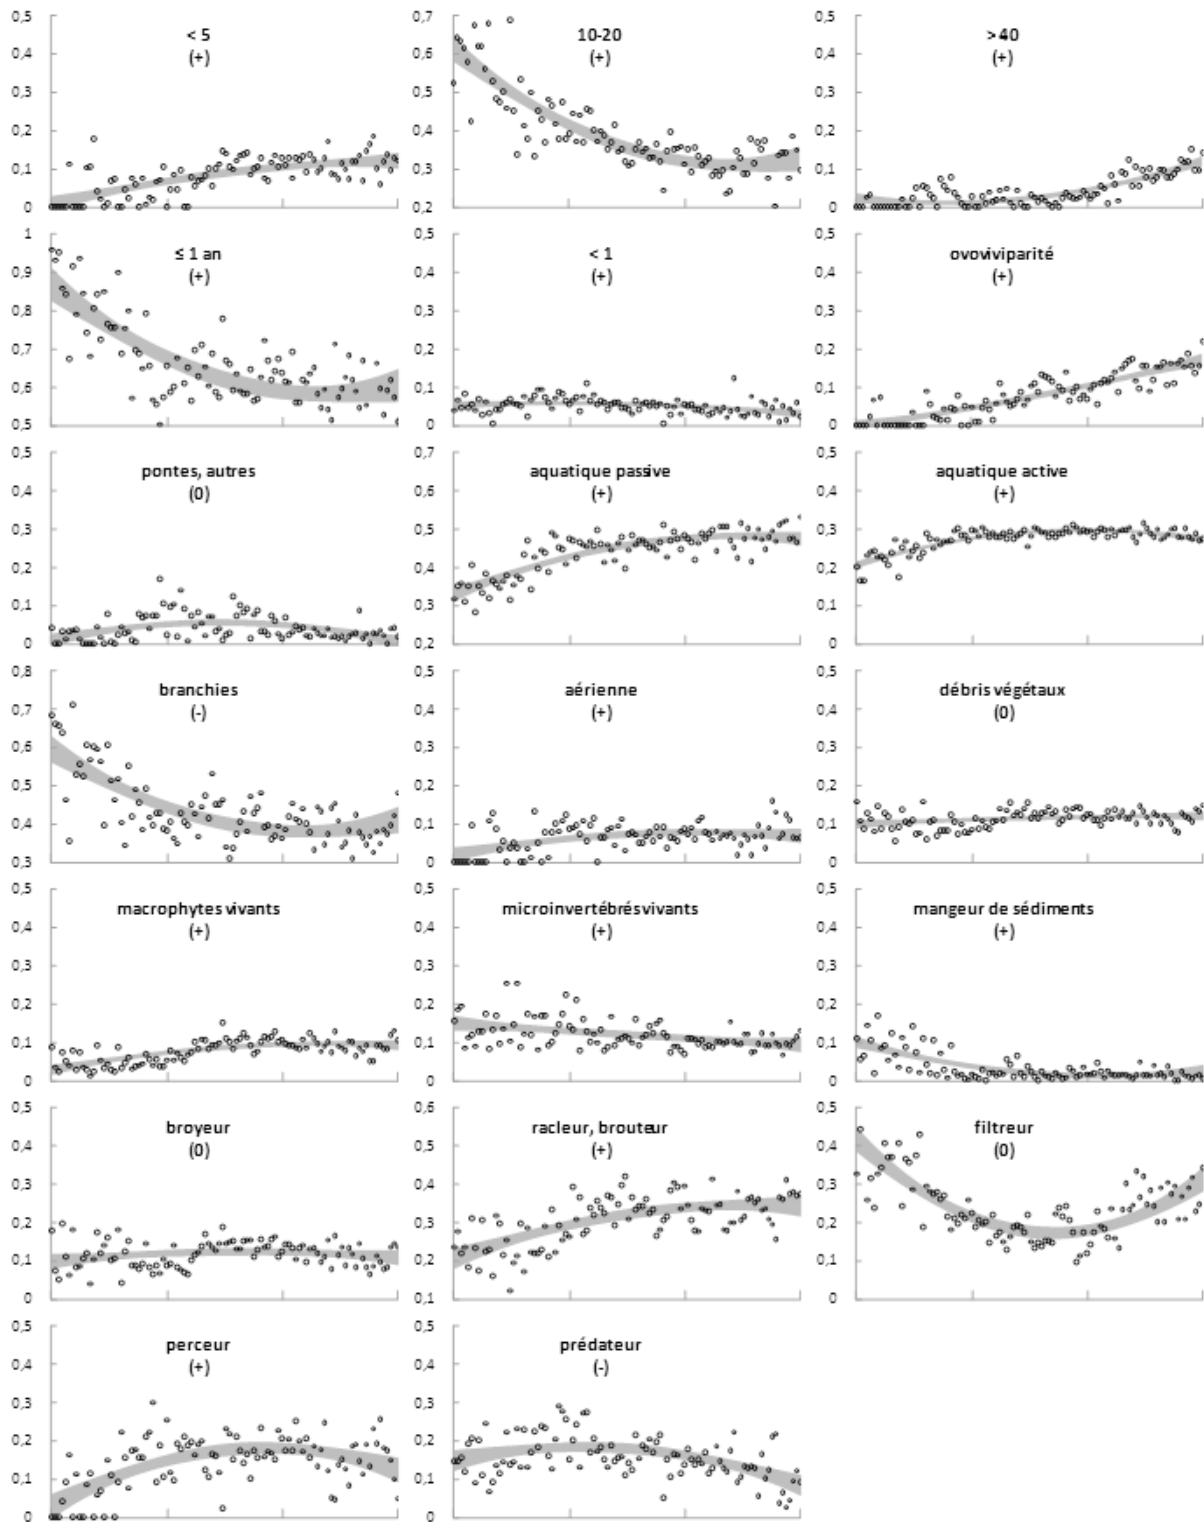 0,5 0,7 0,5
< 5 10-20 > 40
(+) (+) (+)
0,4 0,6 0,4
0,3 0,5 0,3
0,2 0,4 0,2
0,1 0,3 0,1
0 0,2 0
1 0,5 0,5
≤ 1 an < 1 ovoviviparité
(+) (+) (+)
0,9 0,4 0,4
0,8 0,3 0,3
0,7 0,2 0,2
0,6 0,1 0,1
0,5 0 0
0,5 0,7 0,5
pontes, autres aquatique passive aquatique active
(0) (+) (+)
0,4 0,6 0,4
0,3 0,5 0,3
0,2 0,4 0,2
0,1 0,3 0,1
0 0,2 0
0,8 0,5 0,5
branchies aérienne débris végétaux
(-) (+) (0)
0,7 0,4 0,4
0,6 0,3 0,3
0,5 0,2 0,2
0,4 0,1 0,1
0,3 0 0
0,5 0,5 0,5
macrophytes vivants microinvertébrés vivants mangeur de sédiments
(+) (+) (+)
0,4 0,4 0,4
0,3 0,3 0,3
0,2 0,2 0,2
0,1 0,1 0,1
0 0 0
0,5 0,6 0,5
broyeur racleur, brouteur filtreur
(0) (+) (0)
0,4 0,5 0,4
0,3 0,4 0,3
0,2 0,3 0,2
0,1 0,2 0,1
0 0,1 0
0,5 0,5
perceur prédateur
(+) (-)
0,4 0,4
0,3 0,3
0,2 0,2
0,1 0,1
0 0